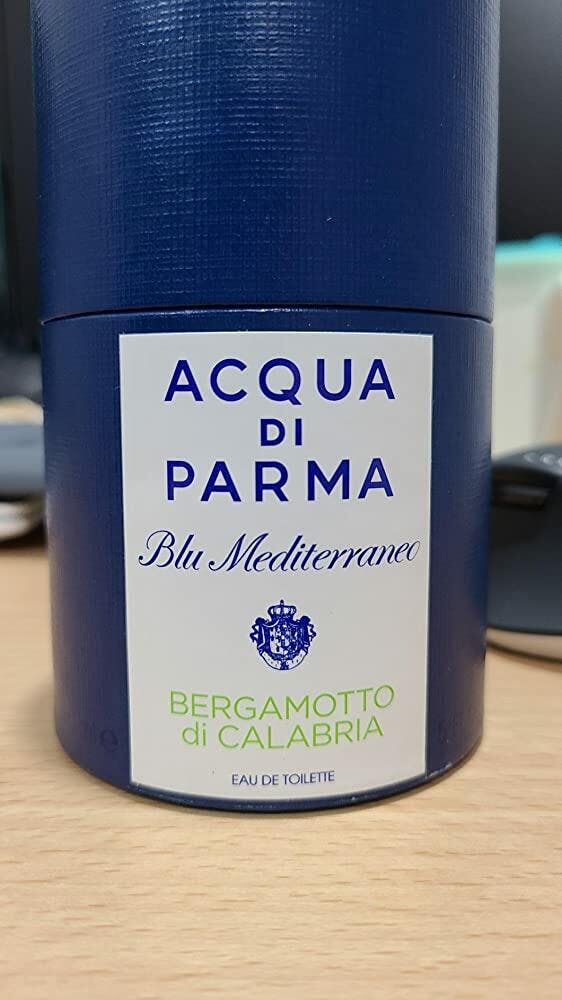 ACQUA
DI
PARMA
Blu Mediterraneo
BERGAMOTTO
di CALABRIA
EAU DE TOILETTE